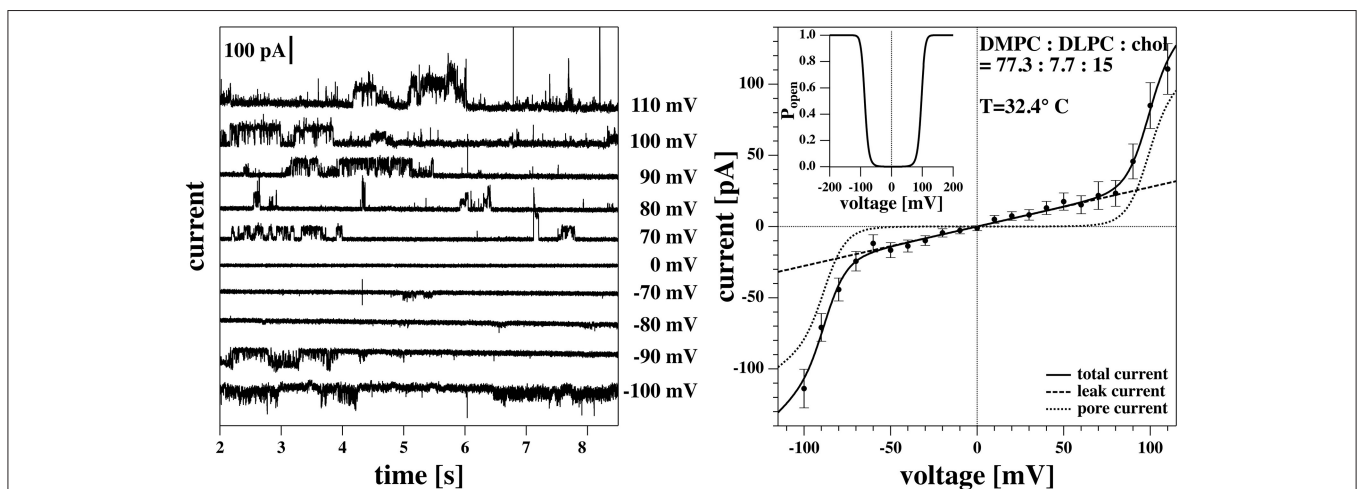 100 pA
110 mV
100 mV
90 mV
80 mV
70 mV
0 mV
-70 mV
-80 mV
-90 mV
-100 mV
current
2 3 4 5 6 7 8
time [s]
DMPC : DLPC : chol
= 77.3 : 7.7 : 15
T=32.4° C
1.0
0.8
0.6
0.4
0.2
0.0
Popen
-200 -100 0 100 200
voltage [mV]
100
50
0
-50
-100
current [pA]
total current
leak current
pore current
-100 -50 0 50 100
voltage [mV]